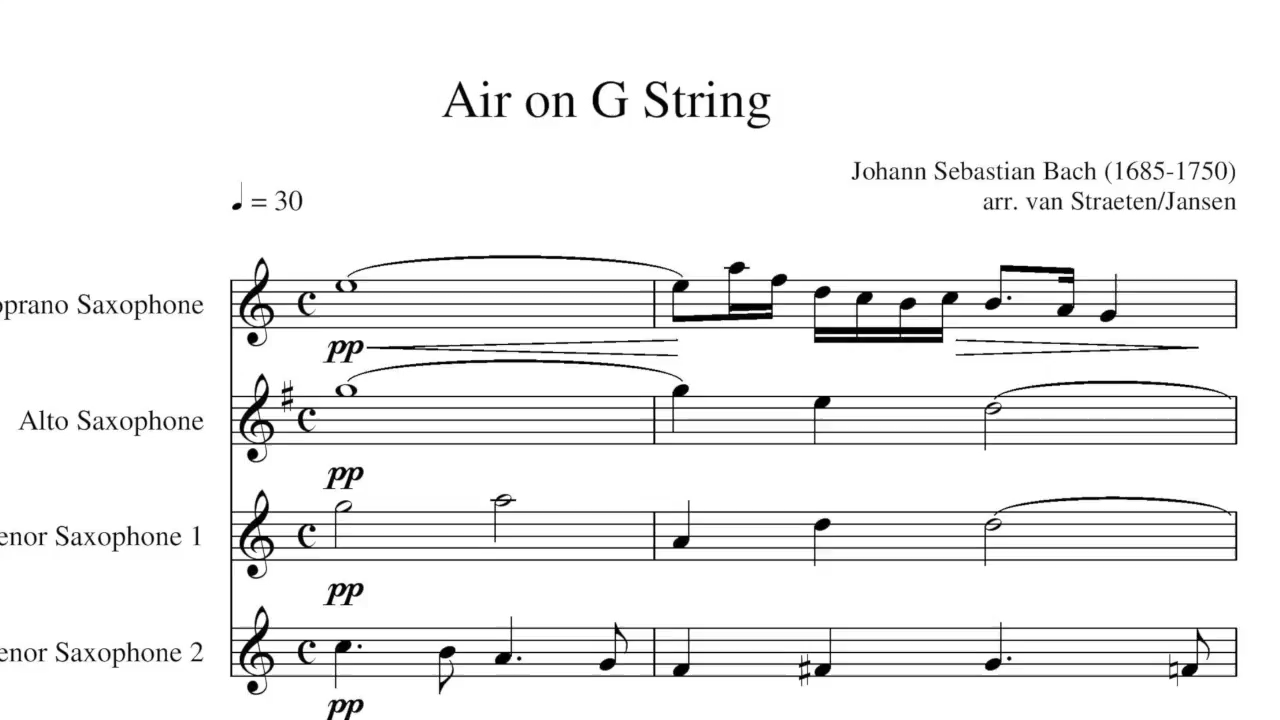 Air on G String
Johann Sebastian Bach (1685-1750)
= 30
arr. van Straeten/Jansen
oprano Saxophone
pp
Alto Saxophone
pp
enor Saxophone 1
pp
enor Saxophone 2
pp